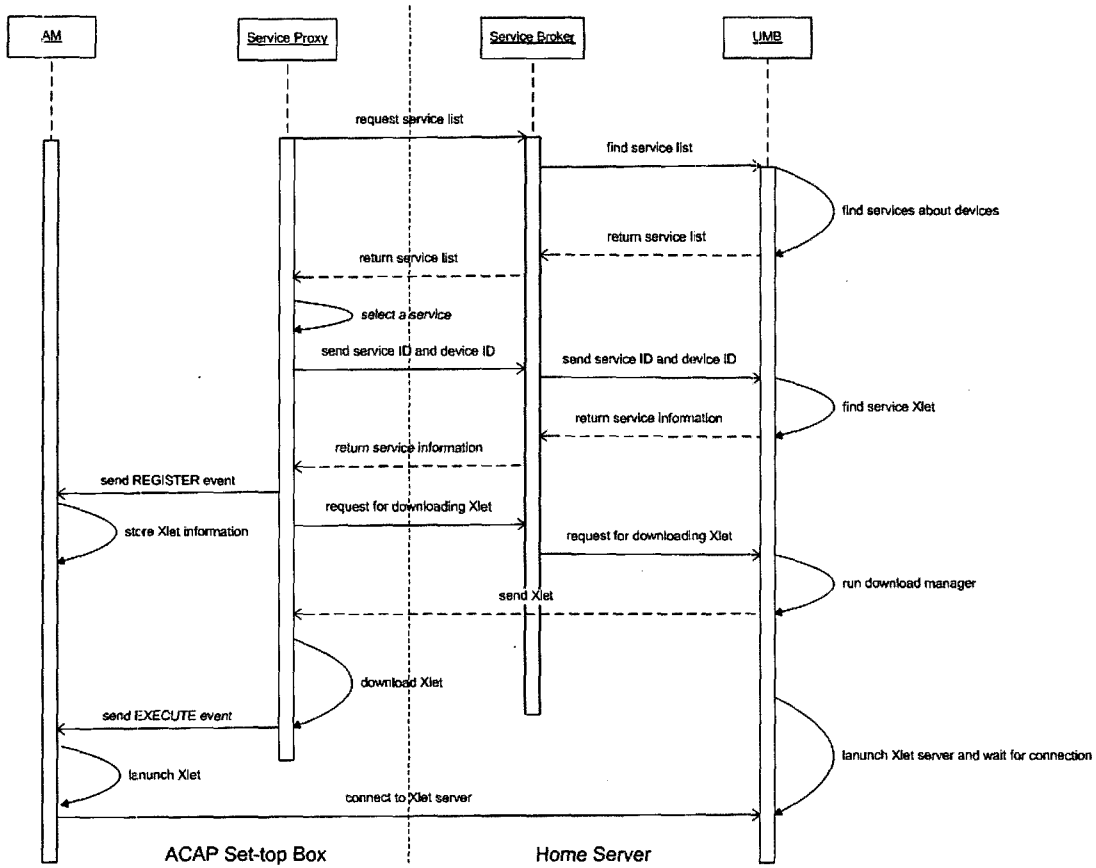 AM
Service Proxy
Service Broker
UMB
request service list
find service list
find services about devices
return service list
return service list
select a service
send service ID and device ID
send service ID and device ID
find service Xlet
return service information
return service information
send REGISTER event
request for downloading Xlet
store Xlet information
request for downloading Xlet
run download manager
send Xlet
download Xlet
send EXECUTE event
lanunch Xlet server and wait for connection
lanunch Xlet
connect to Xlet server
ACAP Set-top Box
Home Server